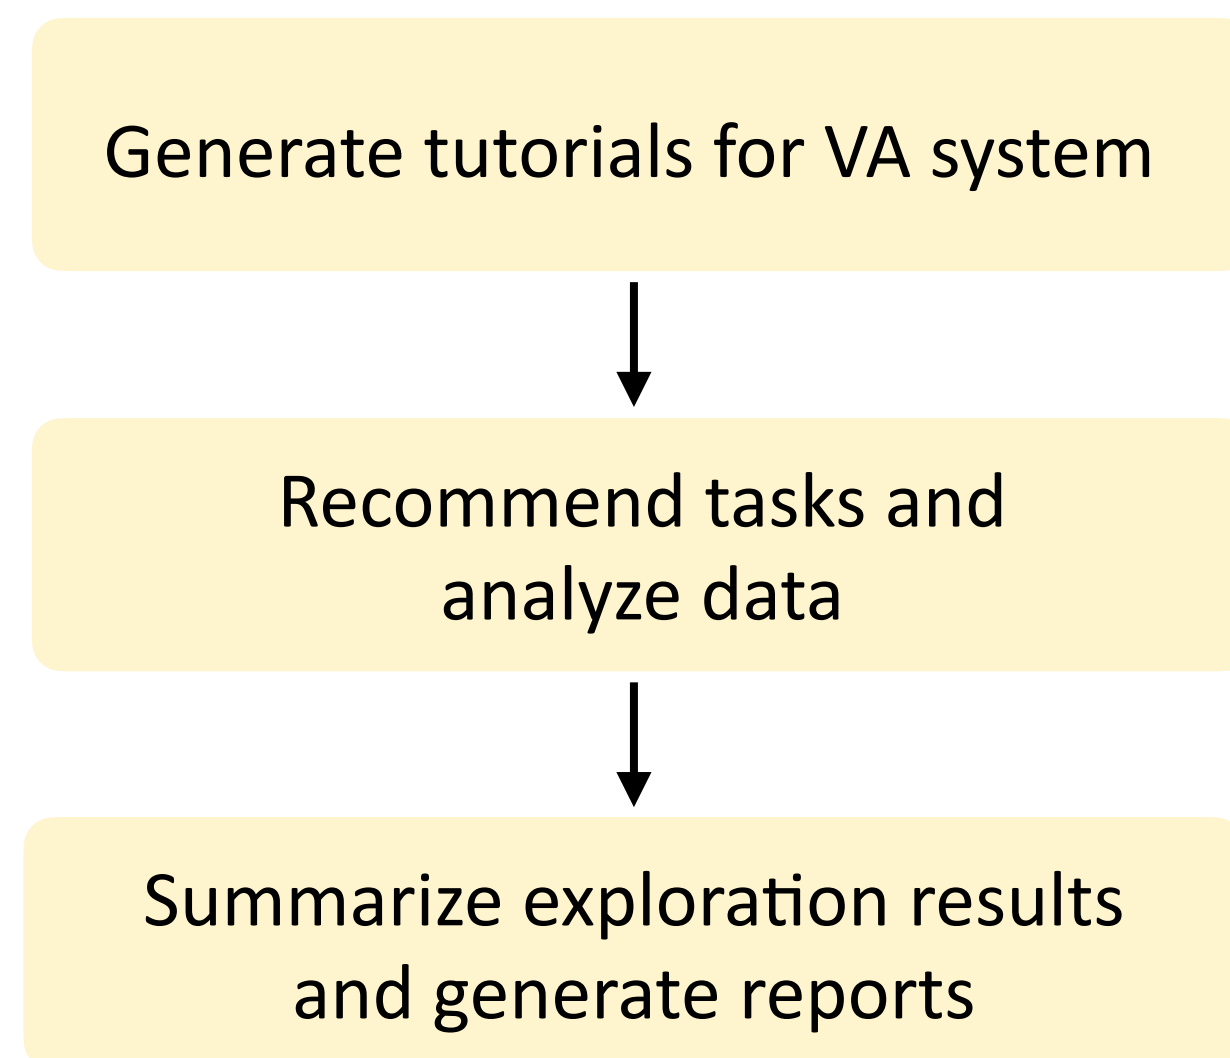 Generate tutorials for VA system
Recommend tasks and
analyze data
Summarize exploration results
and generate reports